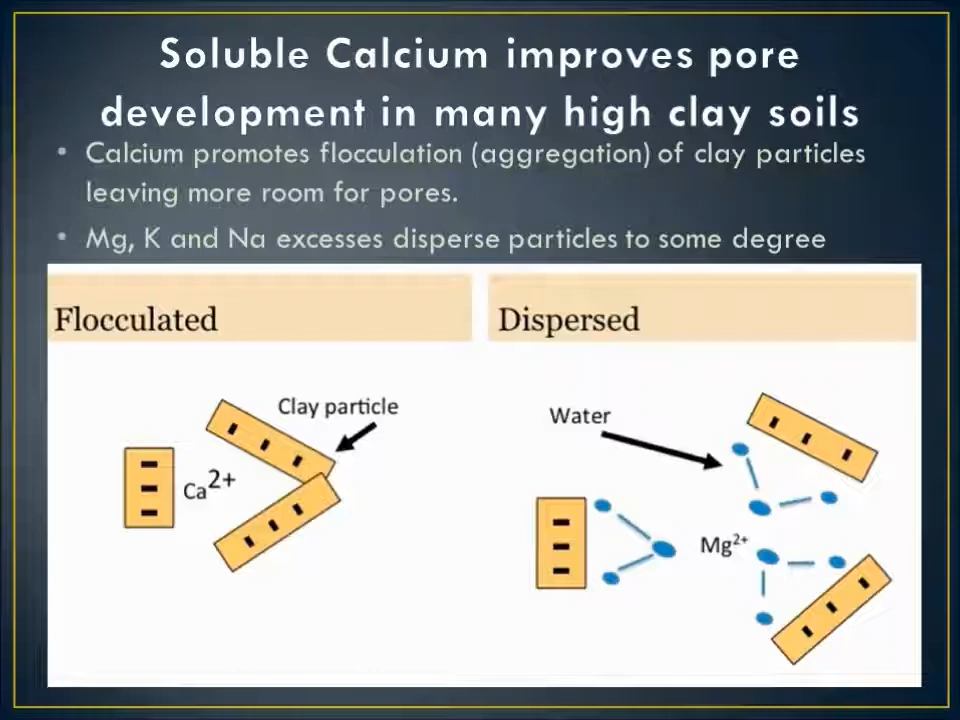 Soluble Calcium improves pore
development in many high clay soils
• Calcium promotes flocculation (aggregation) of clay particles
leaving more room for pores.
• Mg, K and Na excesses disperse particles to some degree
Flocculated
Dispersed
Clay particle
Water
Ca2+
Mg2+